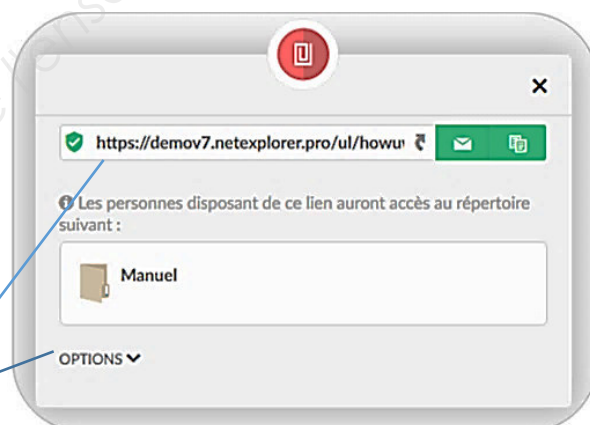 https://demov7.netexplorer.pro/ul/howu
Les personnes disposant de ce lien auront accès au répertoire
suivant :
Manuel
OPTIONS